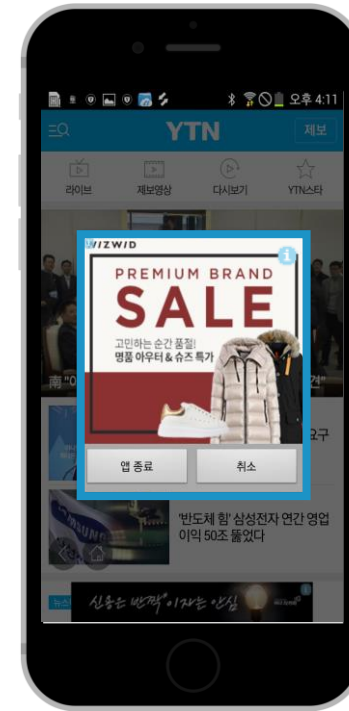 오후 4:11
YTN
제보
라이브
제보영상
다시보기
YTN스타
WIZWID
PREMIUM BRAND
SALE
고민하는 순간 품절!
명품 아우터 & 슈즈 특가
앱 종료
취소
南 "
견"
요구
SAMSUNG
'반도체 힘' 삼성전자 연간 영업
이익 50조 뚫었다
뉴스
신용은 반짝이자는 안심